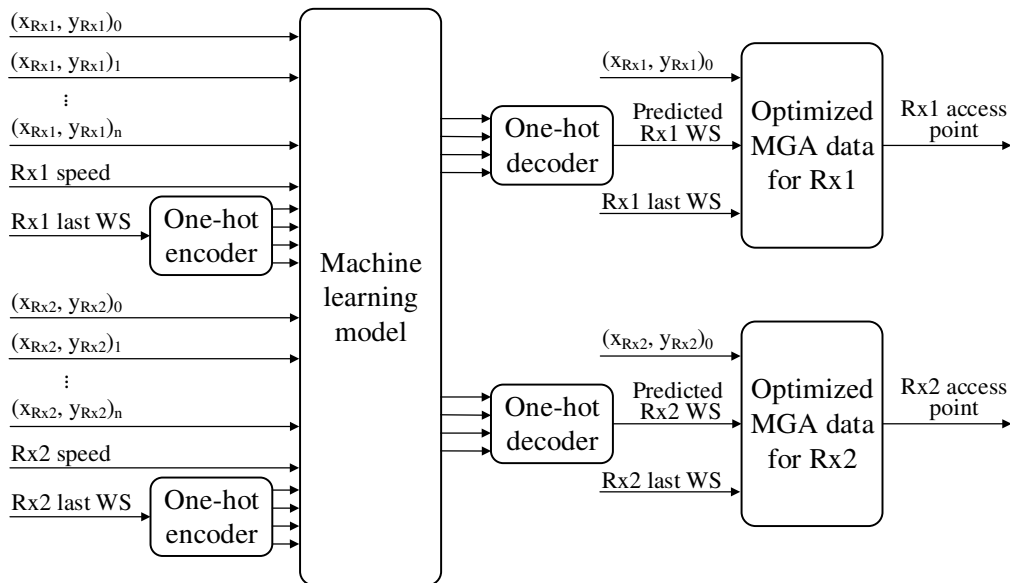 (xRx1, yRx1)0
(xRx1, yRx1)1
...
(xRx1, yRx1)n
Rx1 speed
Rx1 last WS
One-hot
encoder
(xRx2, yRx2)0
(xRx2, yRx2)1
...
(xRx2, yRx2)n
Rx2 speed
Rx2 last WS
One-hot
encoder
Machine
learning
model
One-hot
decoder
(xRx1, yRx1)0
Predicted
Rx1 WS
Rx1 last WS
Optimized
MGA data
for Rx1
Rx1 access
point
One-hot
decoder
(xRx2, yRx2)0
Predicted
Rx2 WS
Rx2 last WS
Optimized
MGA data
for Rx2
Rx2 access
point